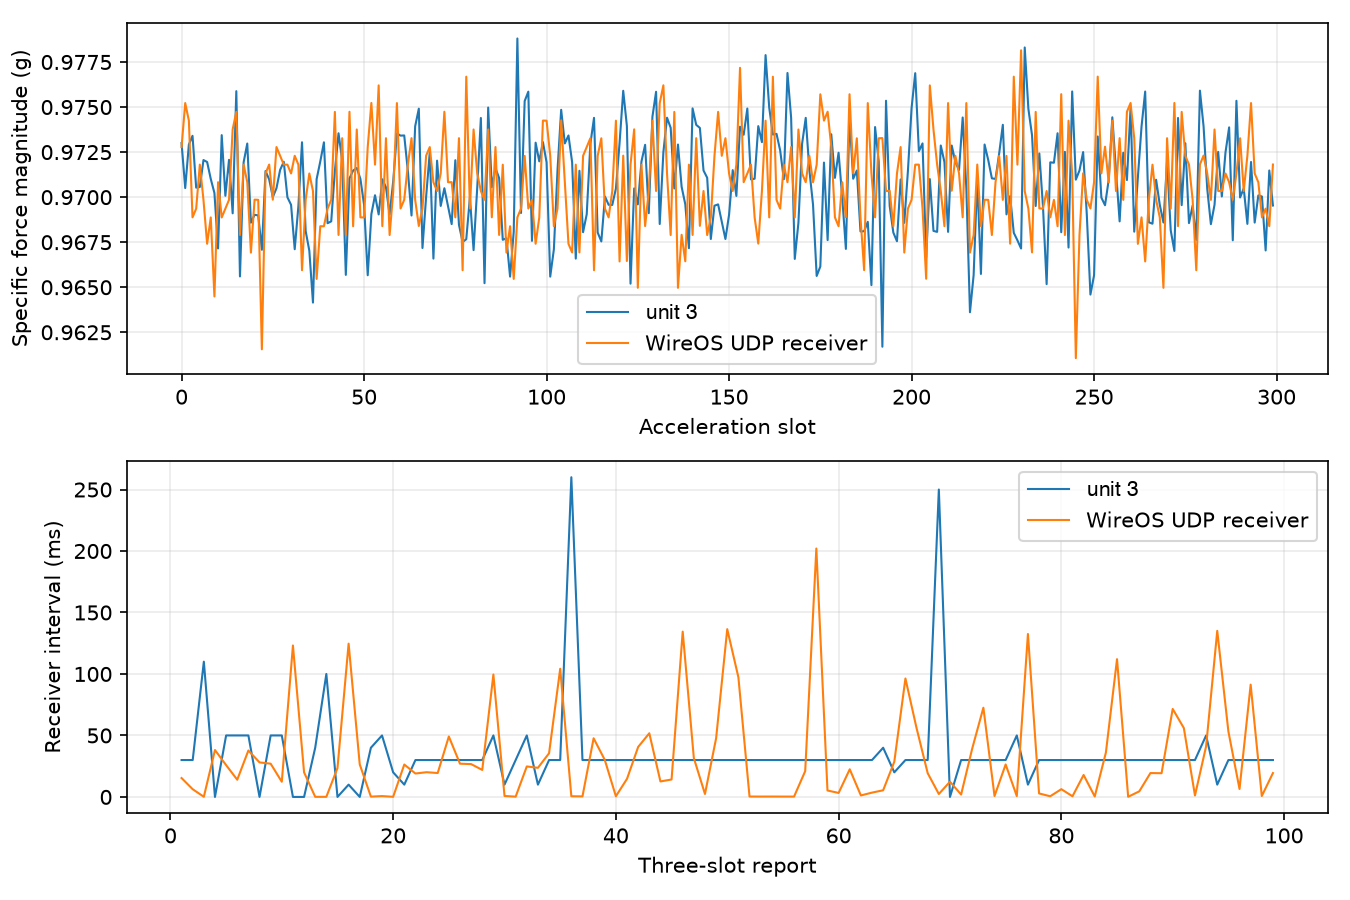 Specific force magnitude (g)
0.9775
0.9750
0.9725
0.9700
0.9675
0.9650
0.9625
unit 3
WireOS UDP receiver
0 50 100 150 200 250 300
Acceleration slot
Receiver interval (ms)
250
200
150
100
50
0
unit 3
WireOS UDP receiver
0 20 40 60 80 100
Three-slot report